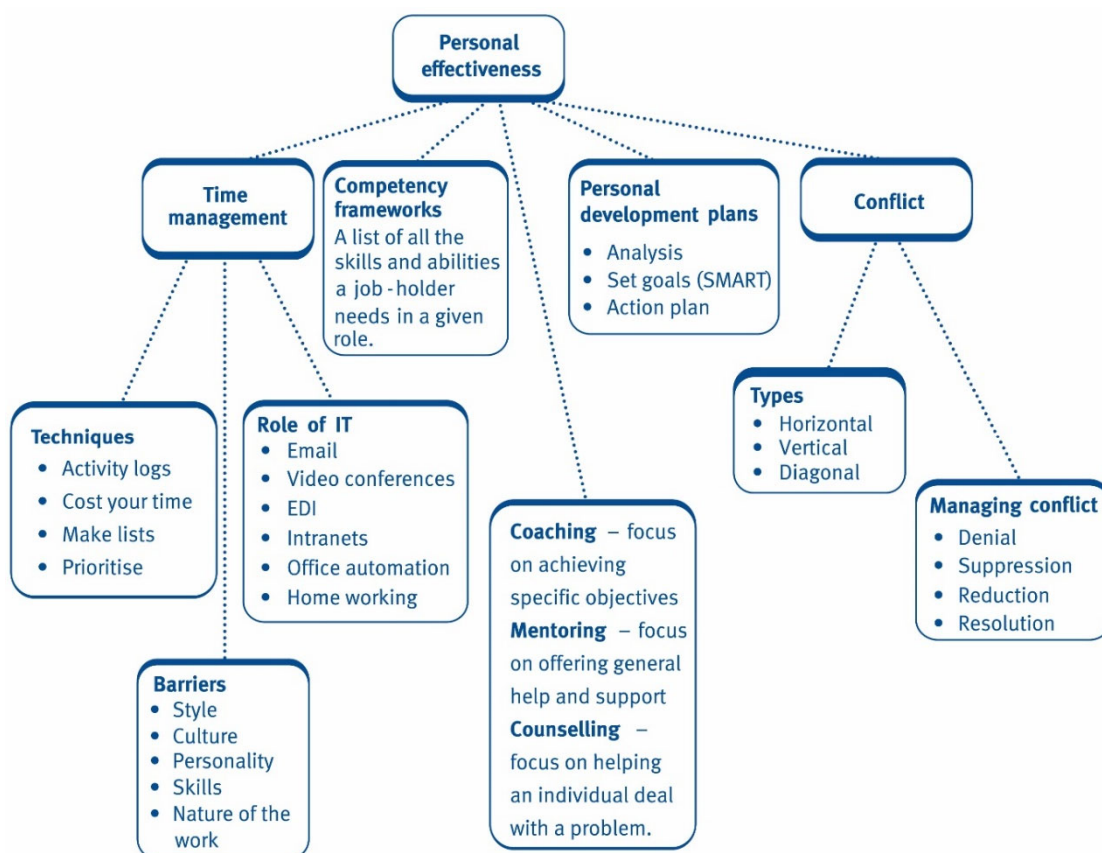 Personal
effectiveness
Time
management
Competency
frameworks
A list of all the
skills and abilities
a job - holder
needs in a given
role.
Personal
development plans
• Analysis
• Set goals (SMART)
• Action plan
Conflict
Techniques
• Activity logs
• Cost your time
• Make lists
• Prioritise
Role of IT
• Email
• Video conferences
• EDI
• Intranets
• Office automation
• Home working
Types
• Horizontal
• Vertical
• Diagonal
Coaching – focus
on achieving
specific objectives
Mentoring – focus
on offering general
help and support
Counselling –
focus on helping
an individual deal
with a problem.
Managing conflict
• Denial
• Suppression
• Reduction
• Resolution
Barriers
• Style
• Culture
• Personality
• Skills
• Nature of the
work